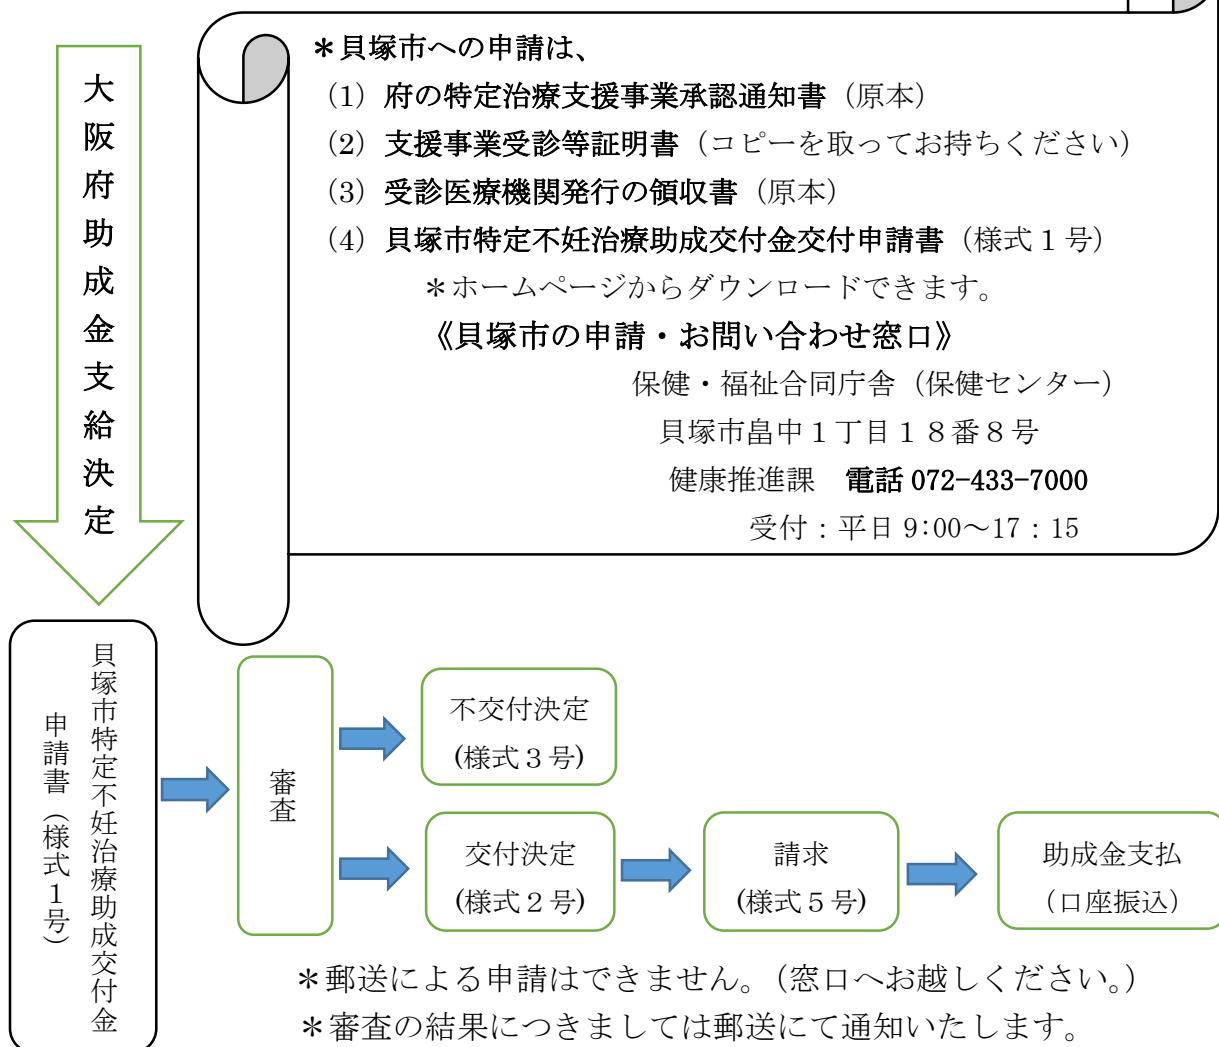 大阪府助成金支給決定
＊貝塚市への申請は、
（1）府の特定治療支援事業承認通知書（原本）
（2）支援事業受診等証明書（コピーを取ってお持ちください）
（3）受診医療機関発行の領収書（原本）
（4）貝塚市特定不妊治療助成交付金交付申請書（様式１号）
＊ホームページからダウンロードできます。
《貝塚市の申請・お問い合わせ窓口》
保健・福祉合同庁舎（保健センター）
貝塚市畠中１丁目１８番８号
健康推進課　電話 072-433-7000
受付：平日 9:00～17：15
貝塚市特定不妊治療助成交付金
申請書（様式１号）
審査
不交付決定
(様式３号)
交付決定
(様式２号)
請求
(様式５号)
助成金支払
（口座振込）
＊郵送による申請はできません。（窓口へお越しください。）
＊審査の結果につきましては郵送にて通知いたします。